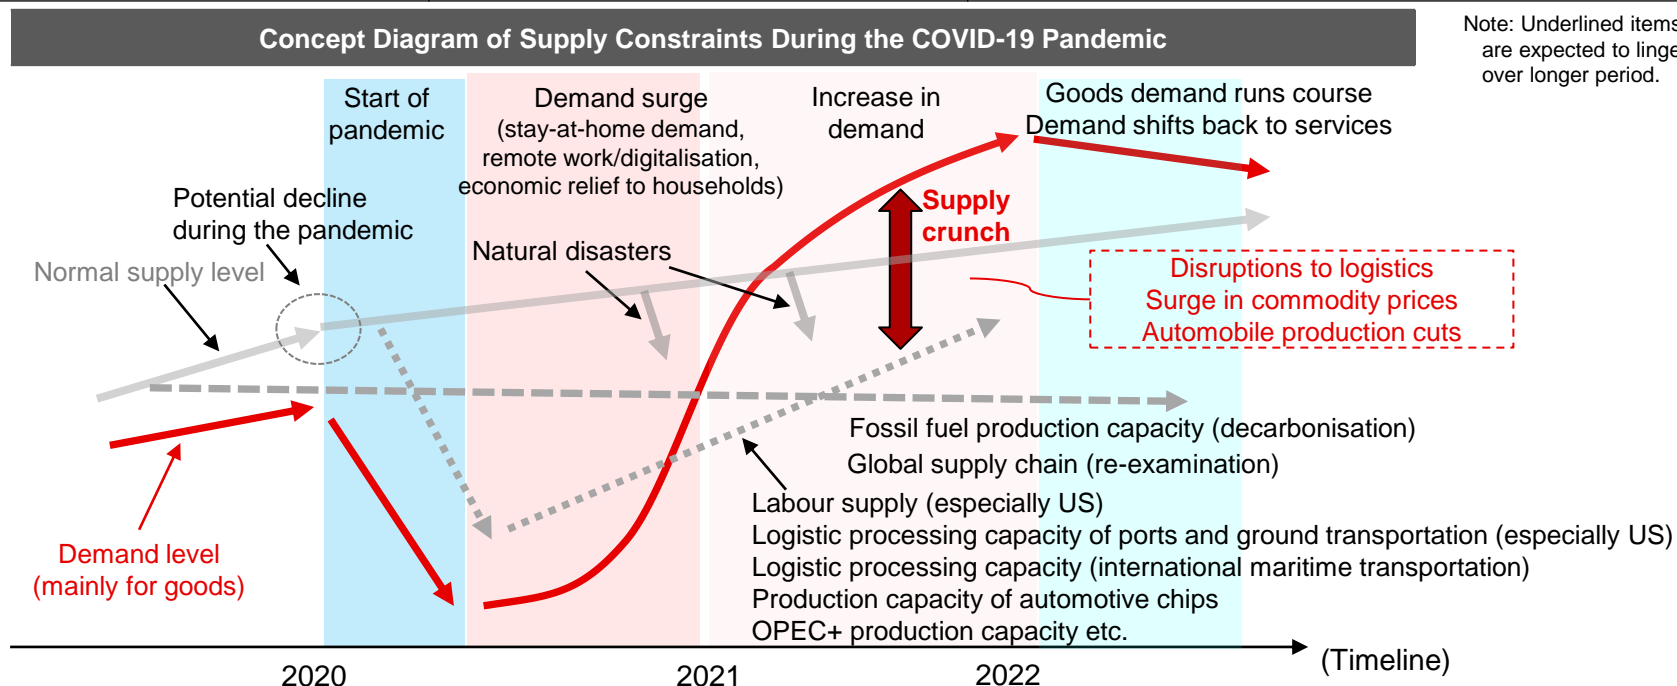 Concept Diagram of Supply Constraints During the COVID-19 Pandemic
Note: Underlined items
are expected to linge
over longer period.
Start of
pandemic
Demand surge
(stay-at-home demand,
remote work/digitalisation,
economic relief to households)
Increase in
demand
Goods demand runs course
Demand shifts back to services
Potential decline
during the pandemic
Normal supply level
Natural disasters
Supply
crunch
Disruptions to logistics
Surge in commodity prices
Automobile production cuts
Fossil fuel production capacity (decarbonisation)
Global supply chain (re-examination)
Labour supply (especially US)
Logistic processing capacity of ports and ground transportation (especially US)
Logistic processing capacity (international maritime transportation)
Production capacity of automotive chips
OPEC+ production capacity etc.
Demand level
(mainly for goods)
2020
2021
2022
(Timeline)